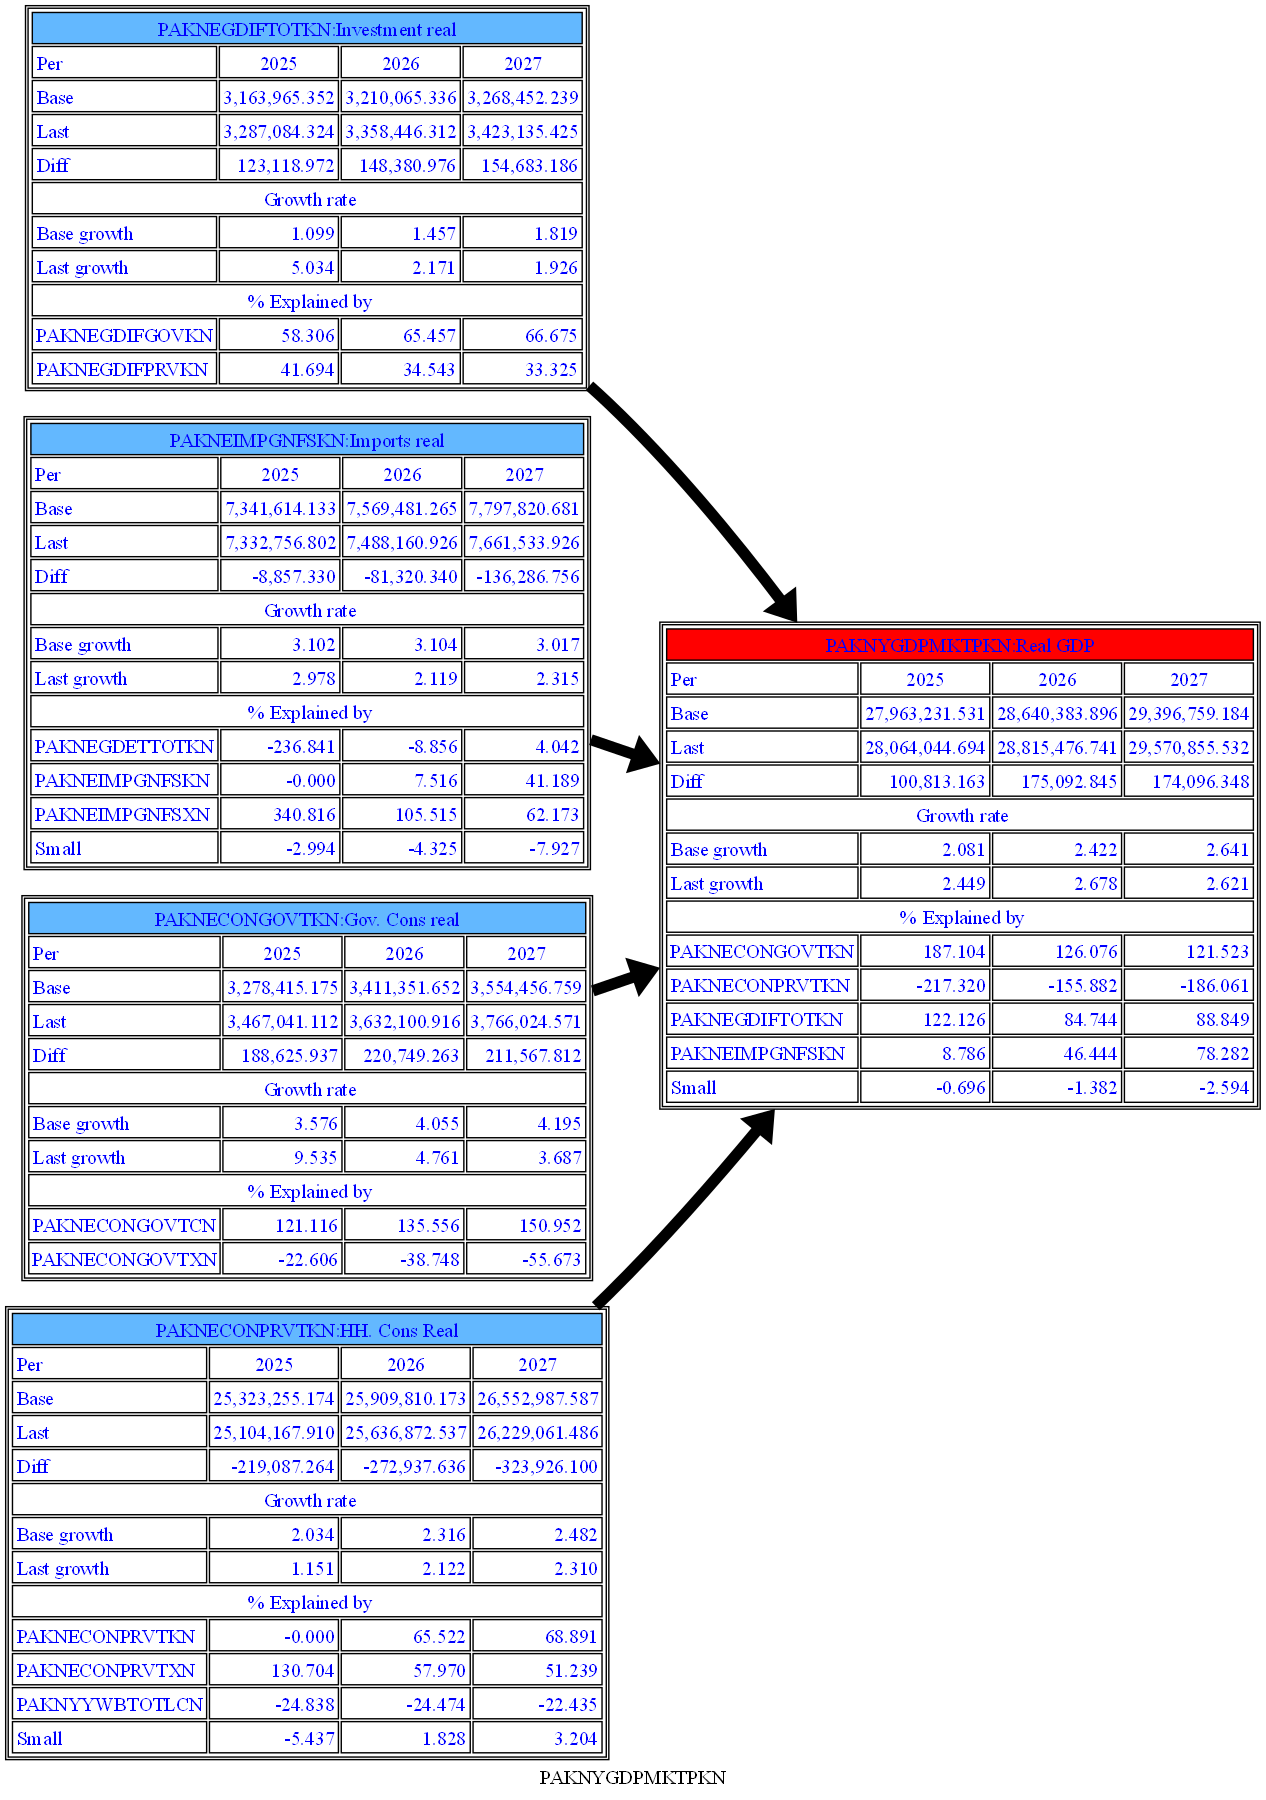 PAKNEGDIFTOTKN:Investment real
Per 2025 2026 2027
Base 3,163,965.352 3,210,065.336 3,268,452.239
Last 3,287,084.324 3,358,446.312 3,423,135.425
Diff 123,118.972 148,380.976 154,683.186
Growth rate
Base growth 1.099 1.457 1.819
Last growth 5.034 2.171 1.926
% Explained by
PAKNEGDIFGOVKN 58.306 65.457 66.675
PAKNEGDIFPRVKN 41.694 34.543 33.325
PAKNEIMPGNFSKN:Imports real
Per 2025 2026 2027
Base 7,341,614.133 7,569,481.265 7,797,820.681
Last 7,332,756.802 7,488,160.926 7,661,533.926
Diff -8,857.330 -81,320.340 -136,286.756
Growth rate
Base growth 3.102 3.104 3.017
Last growth 2.978 2.119 2.315
% Explained by
PAKNEGDETTOTKN -236.841 -8.856 4.042
PAKNEIMPGNFSKN -0.000 7.516 41.189
PAKNEIMPGNFSXN 340.816 105.515 62.173
Small -2.994 -4.325 -7.927
PAKNECONGOVTKN:Gov. Cons real
Per 2025 2026 2027
Base 3,278,415.175 3,411,351.652 3,554,456.759
Last 3,467,041.112 3,632,100.916 3,766,024.571
Diff 188,625.937 220,749.263 211,567.812
Growth rate
Base growth 3.576 4.055 4.195
Last growth 9.535 4.761 3.687
% Explained by
PAKNECONGOVTCN 121.116 135.556 150.952
PAKNECONGOVTXN -22.606 -38.748 -55.673
PAKNECONPRVTKN:HH. Cons Real
Per 2025 2026 2027
Base 25,323,255.174 25,909,810.173 26,552,987.587
Last 25,104,167.910 25,636,872.537 26,229,061.486
Diff -219,087.264 -272,937.636 -323,926.100
Growth rate
Base growth 2.034 2.316 2.482
Last growth 1.151 2.122 2.310
% Explained by
PAKNECONPRVTKN -0.000 65.522 68.891
PAKNECONPRVTXN 130.704 57.970 51.239
PAKNYYWBTOTLCN -24.838 -24.474 -22.435
Small -5.437 1.828 3.204
PAKNYGDPMKTPKN:Real GDP
Per 2025 2026 2027
Base 27,963,231.531 28,640,383.896 29,396,759.184
Last 28,064,044.694 28,815,476.741 29,570,855.532
Diff 100,813.163 175,092.845 174,096.348
Growth rate
Base growth 2.081 2.422 2.641
Last growth 2.449 2.678 2.621
% Explained by
PAKNECONGOVTKN 187.104 126.076 121.523
PAKNECONPRVTKN -217.320 -155.882 -186.061
PAKNEGDIFTOTKN 122.126 84.744 88.849
PAKNEIMPGNFSKN 8.786 46.444 78.282
Small -0.696 -1.382 -2.594
PAKNYGDPMKTPKN